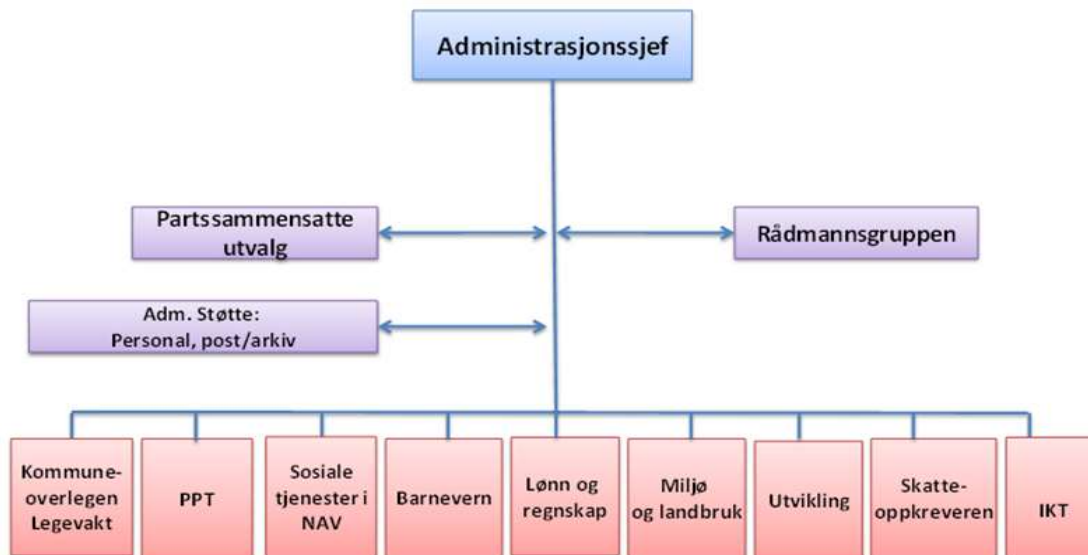 Administrasjonssjef
Partssammensatte
utvalg
Rådmannsgruppen
Adm. Støtte:
Personal, post/arkiv
Kommune-
overlegen
Legevakt
PPT
Sosiale
tjenester i
NAV
Barnevern
Lønn og
regnskap
Miljø
og landbruk
Utvikling
Skatte-
oppkreveren
IKT